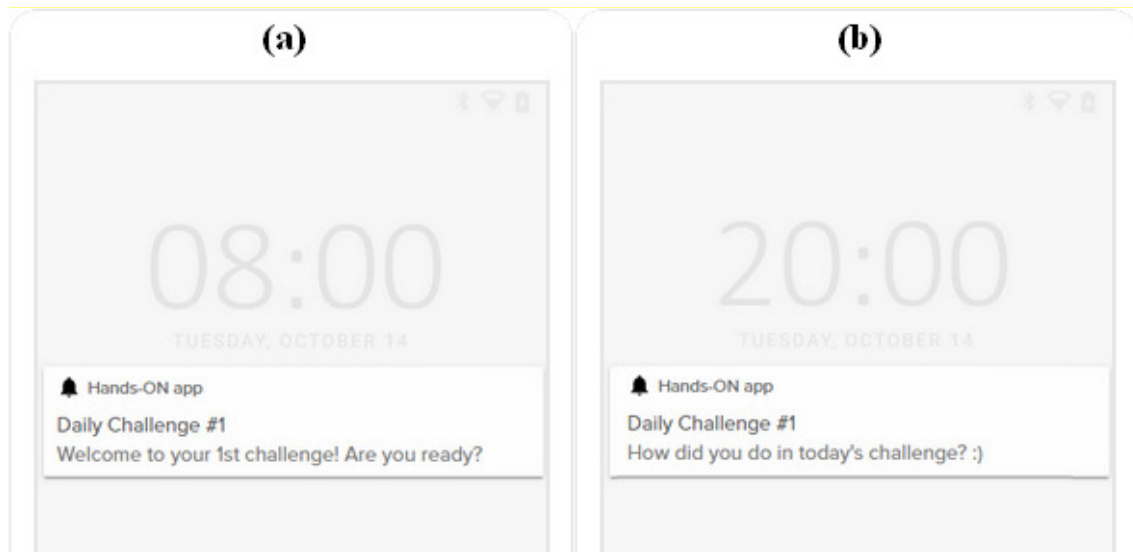 (a)
08:00
TUESDAY, OCTOBER 14
Hands-ON app
Daily Challenge #1
Welcome to your 1st challenge! Are you ready?
(b)
20:00
TUESDAY, OCTOBER 14
Hands-ON app
Daily Challenge #1
How did you do in today's challenge? :)